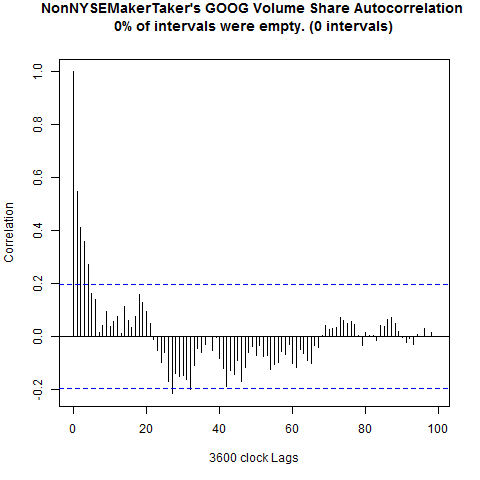 NonNYSEMakerTaker's GOOG Volume Share Autocorrelation
0% of intervals were empty. (0 intervals)
1.0
0.8
0.6
0.4
0.2
0.0
-0.2
Correlation
0 20 40 60 80 100
3600 clock Lags